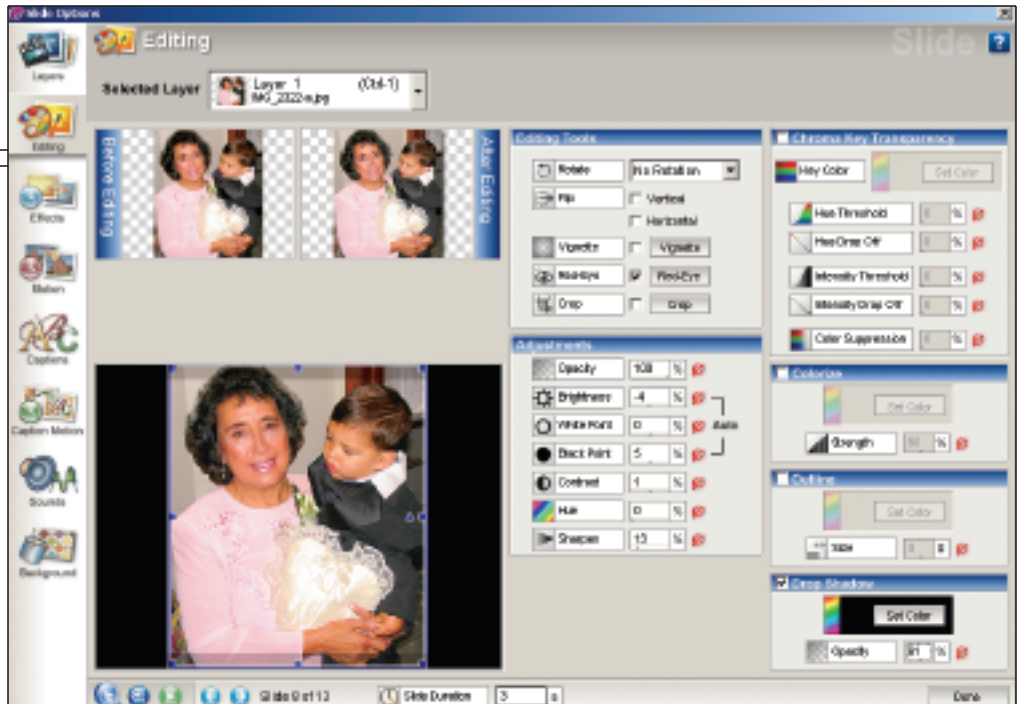 Slide Options
Editing
Slide
?
Layers
Selected Layer
Layer 1 (Ctrl-1)
Editing
Before Editing
After Editing
Effects
Motion
Captions
Caption Motion
Sounds
Background
Editing Tools
Rotate No Rotation
Flip Vertical
Horizontal
Vignette Vignette
Red-Eye Red-Eye
Crop Crop
Adjustments
Opacity 100 %
Brightness -4 %
White Point 0 % Auto
Black Point 5 %
Contrast 1 %
Hue 0 %
Sharpen 13 %
Chroma Key Transparency
Key Color Set Color
Hue Threshold %
Hue Drop Off %
Intensity Threshold %
Intensity Drop Off %
Color Suppression %
Colorize
Set Color
Strength %
Outline
Set Color
Size
Drop Shadow
Set Color
Opacity %
Slide 9 of 13
Slide Duration 3 s
Done